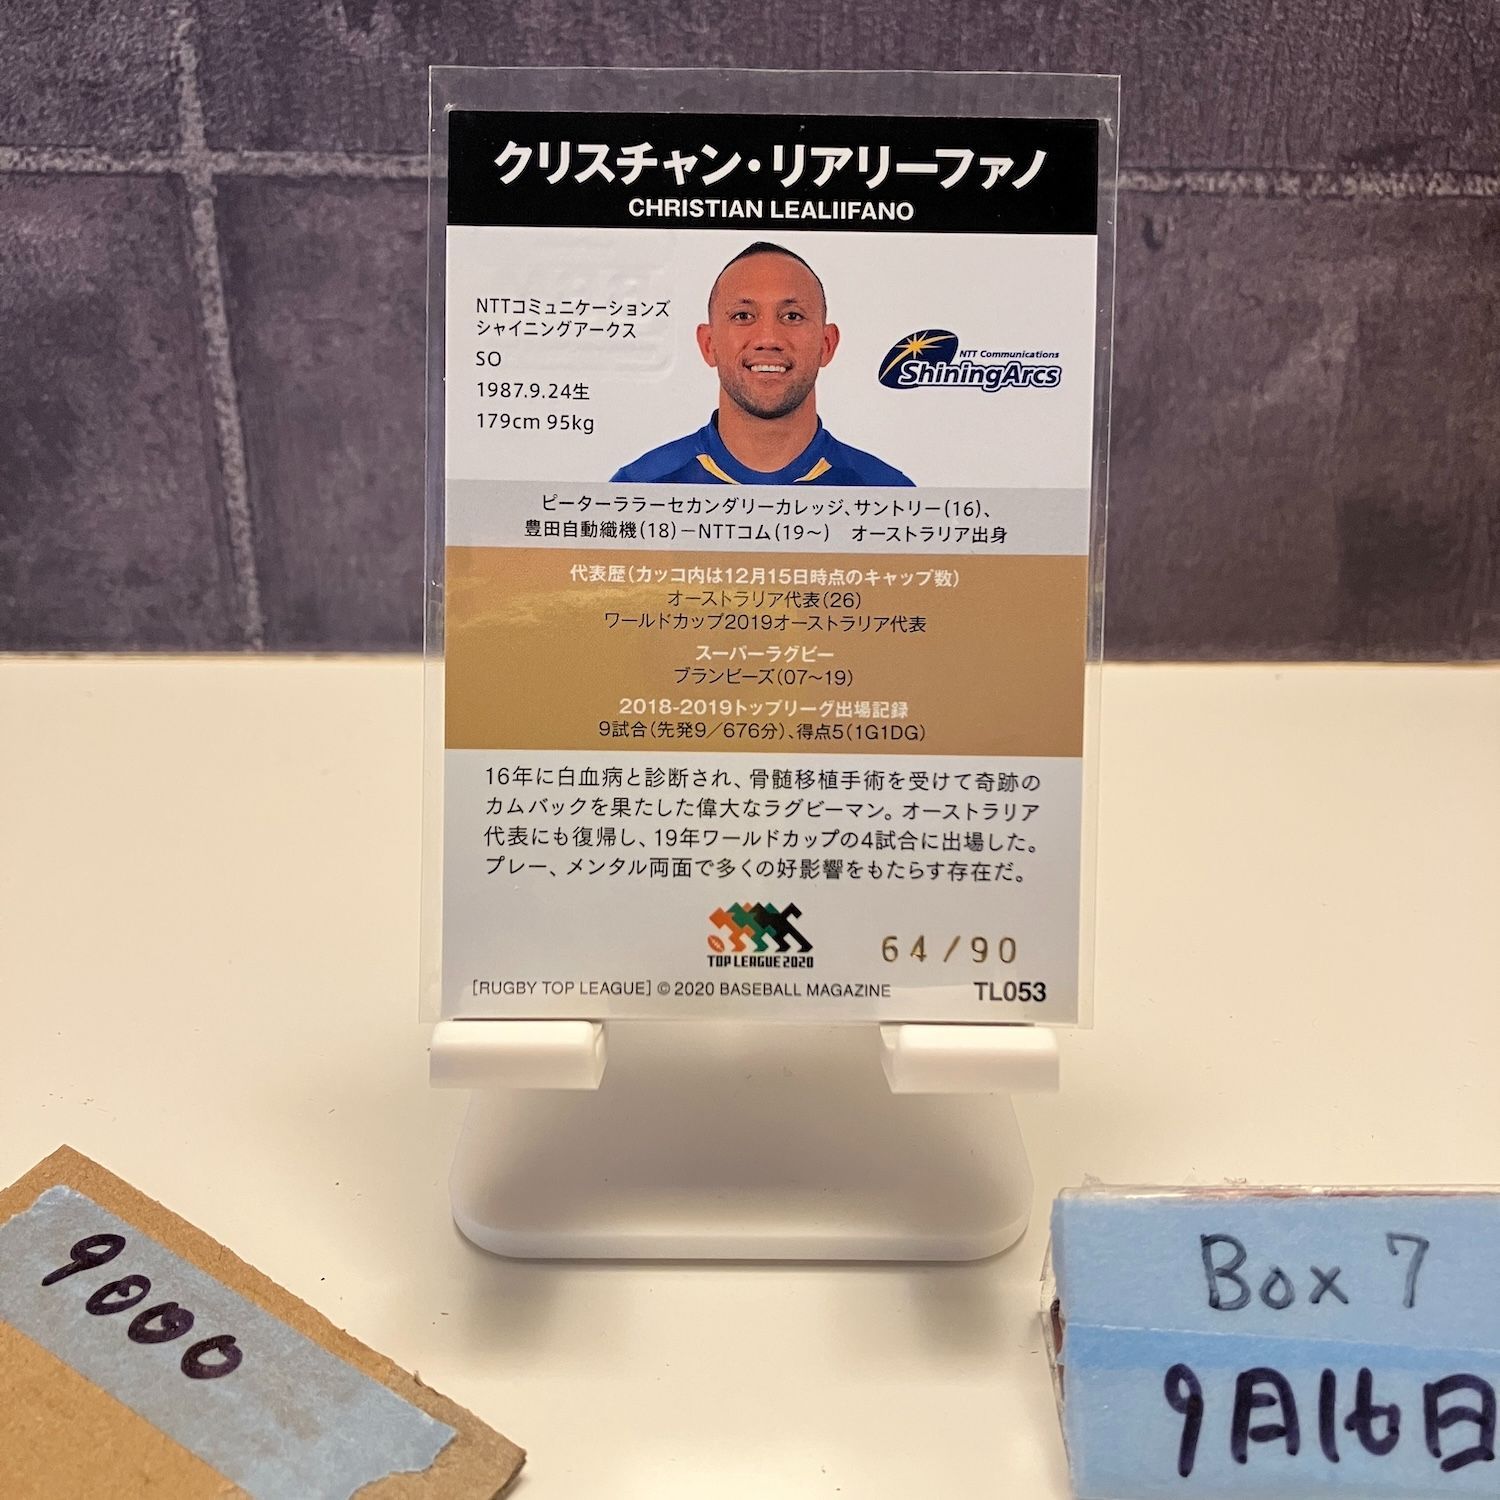 クリスチャン・リアリーファノ
CHRISTIAN LEALIIFANO
NTTコミュニケーションズ
シャイニングアークス
SO
1987.9.24生
179cm 95kg
NTT Communications
ShiningArcs
ピーターララーセカンダリーカレッジ、サントリー(16)、
豊田自動織機(18)－NTTコム(19～)　オーストラリア出身
代表歴(カッコ内は12月15日時点のキャップ数)
オーストラリア代表(26)
ワールドカップ2019オーストラリア代表
スーパーラグビー
ブランビーズ(07～19)
2018-2019トップリーグ出場記録
9試合(先発9／676分)、得点5(1G1DG)
16年に白血病と診断され、骨髄移植手術を受けて奇跡の
カムバックを果たした偉大なラグビーマン。オーストラリア
代表にも復帰し、19年ワールドカップの4試合に出場した。
プレー、メンタル両面で多くの好影響をもたらす存在だ。
TOP LEAGUE 2020
64/90
[RUGBY TOP LEAGUE] © 2020 BASEBALL MAGAZINE
TL053
9000
Box 7
9月16日